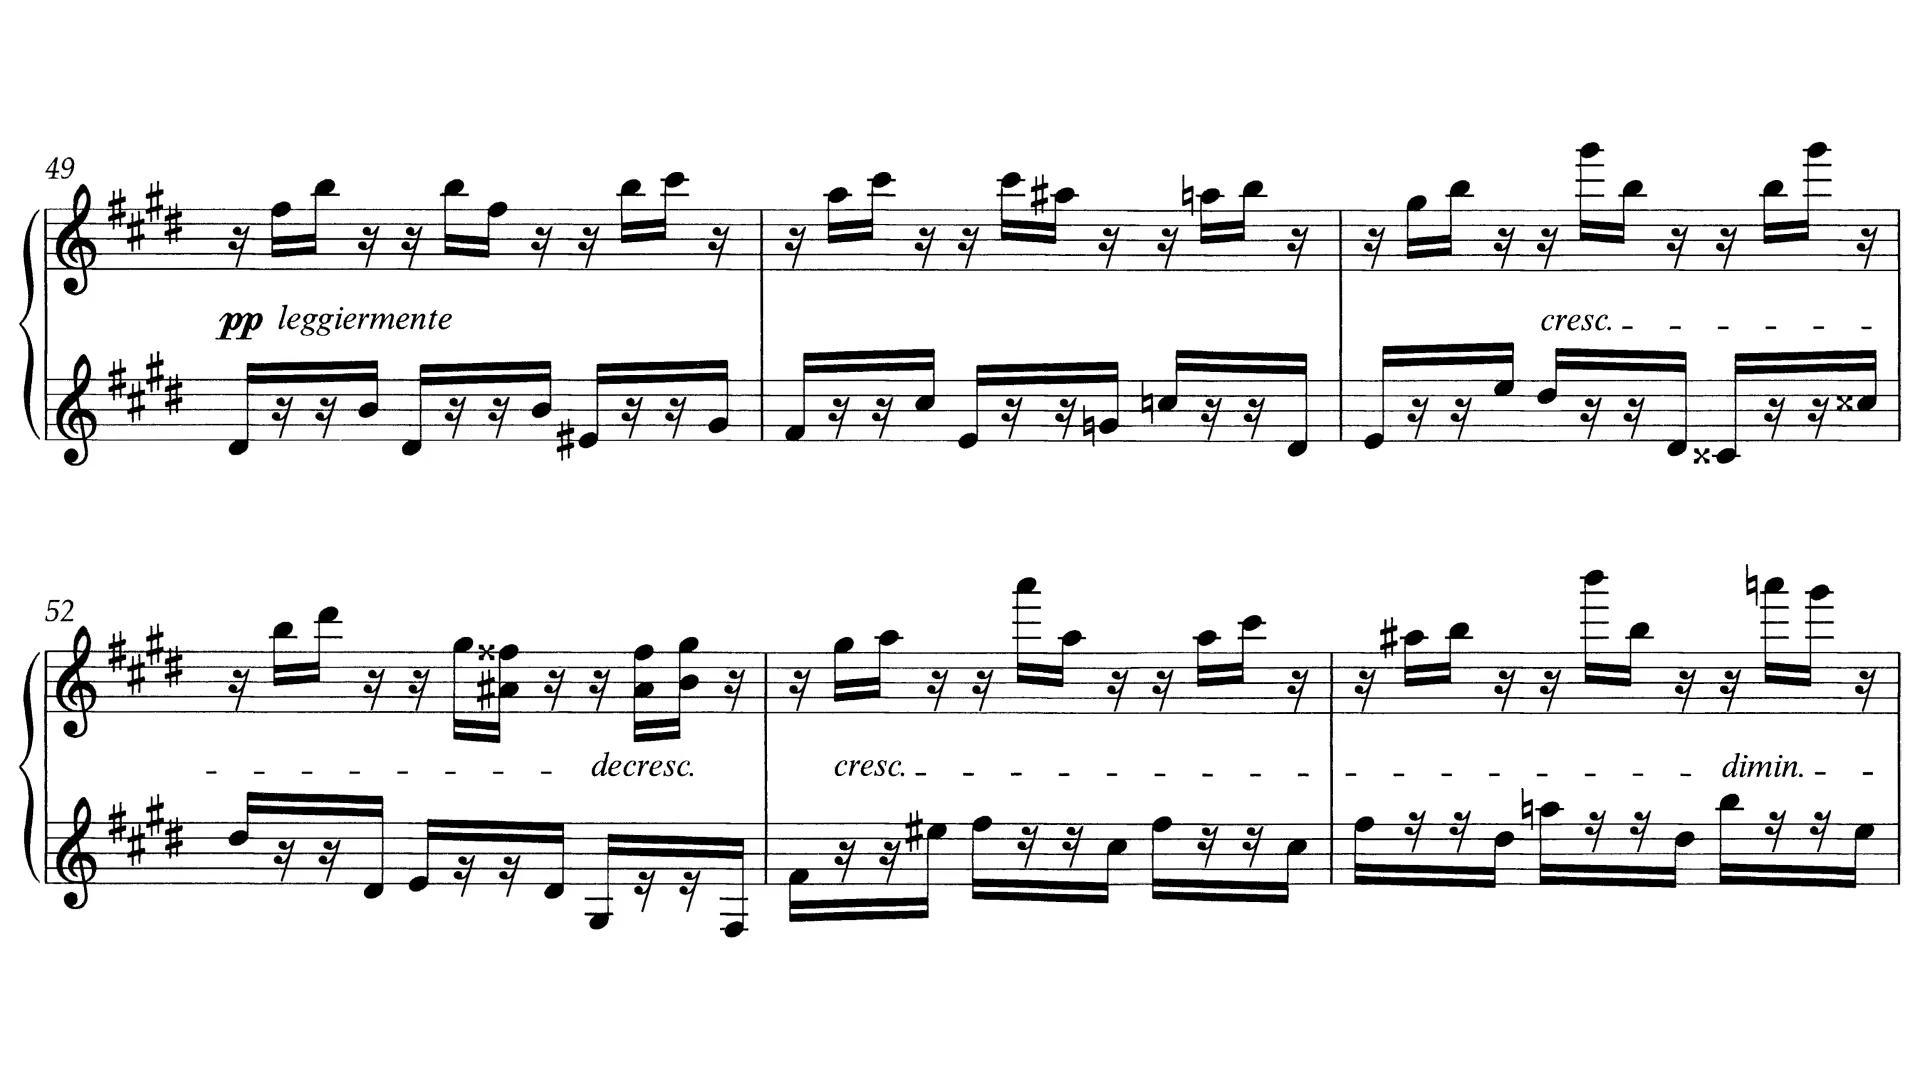 49
pp leggiermente
cresc.
52
decresc.
cresc.
dimin.